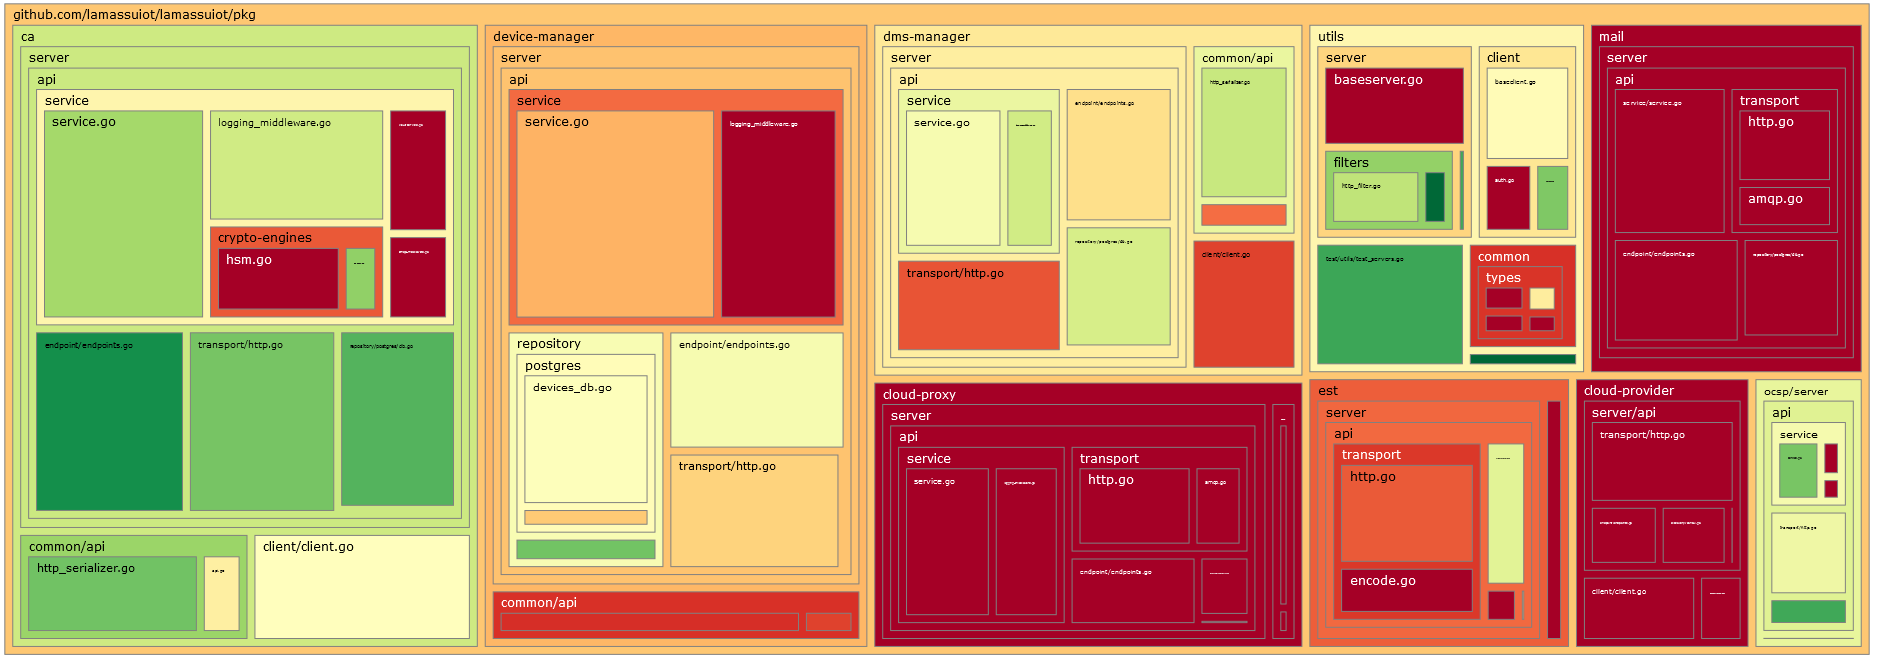 github.com/lamassuiot/lamassuiot/pkg
ca
server
api
service
service.go
logging_middleware.go
crypto-engines
hsm.go
endpoint/endpoints.go
transport/http.go
repository/postgres/db.go
common/api
http_serializer.go
api.go
client/client.go
device-manager
server
api
service
service.go
logging_middleware.go
repository
postgres
devices_db.go
endpoint/endpoints.go
transport/http.go
common/api
dms-manager
server
api
service
service.go
endpoint/endpoints.go
transport/http.go
repository/postgres/db.go
common/api
http_serializer.go
client/client.go
cloud-proxy
server
api
service
service.go
transport
http.go
amqp.go
endpoint/endpoints.go
utils
server
baseserver.go
filters
http_filter.go
client
baseclient.go
auth.go
test/utils/test_servers.go
common
types
mail
server
api
service/service.go
transport
http.go
amqp.go
endpoint/endpoints.go
repository/postgres/db.go
est
server
api
transport
http.go
encode.go
cloud-provider
server/api
transport/http.go
client/client.go
ocsp/server
api
service
transport/http.go